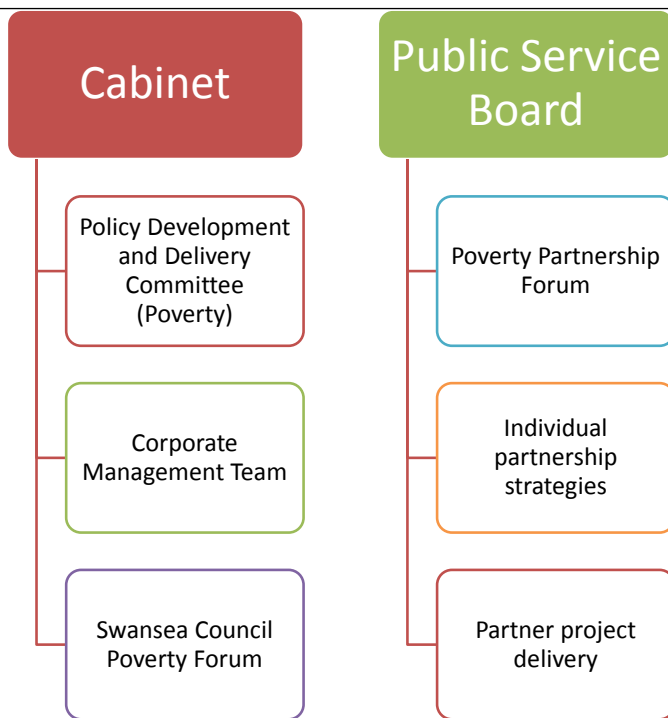 Cabinet
Policy Development
and Delivery
Committee
(Poverty)
Corporate
Management Team
Swansea Council
Poverty Forum
Public Service
Board
Poverty Partnership
Forum
Individual
partnership
strategies
Partner project
delivery